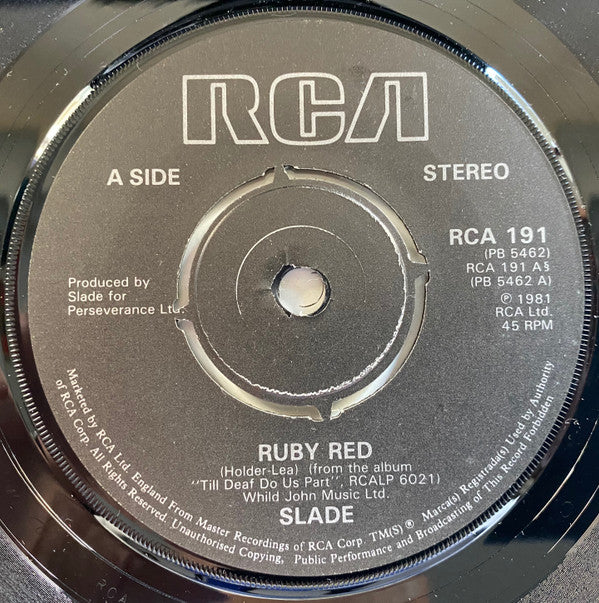 RCA
A SIDE
STEREO
RCA 191
(PB 5462)
RCA 191 A§
(PB 5462 A)
℗ 1981
RCA Ltd.
45 RPM
Produced by
Slade for
Perseverance Ltd.
RUBY RED
(Holder-Lea) (from the album
"Till Deaf Do Us Part", RCALP 6021)
Whild John Music Ltd.
SLADE
Marketed by RCA Ltd. England From Master Recordings of RCA Corp TM(S)® Marca(s) Registrada(s) Used by Authority
of RCA Corp. All Rights Reserved. Unauthorised Copying, Public Performance and Broadcasting of This Record Forbidden